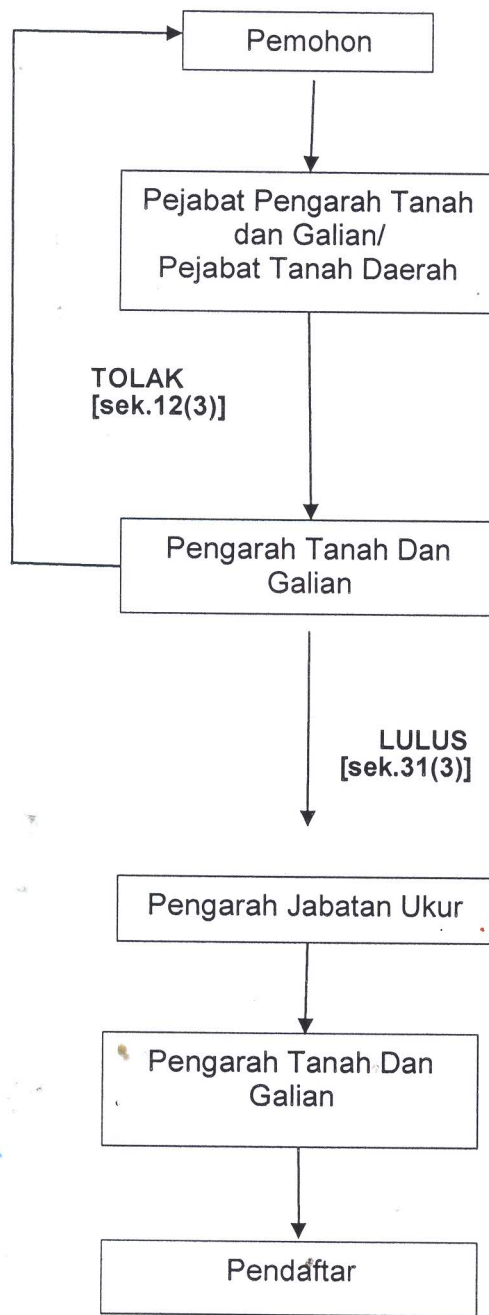 Pemohon
Pejabat Pengarah Tanah
dan Galian/
Pejabat Tanah Daerah
TOLAK
[sek.12(3)]
Pengarah Tanah Dan
Galian
LULUS
[sek.31(3)]
Pengarah Jabatan Ukur
Pengarah Tanah Dan
Galian
Pendaftar